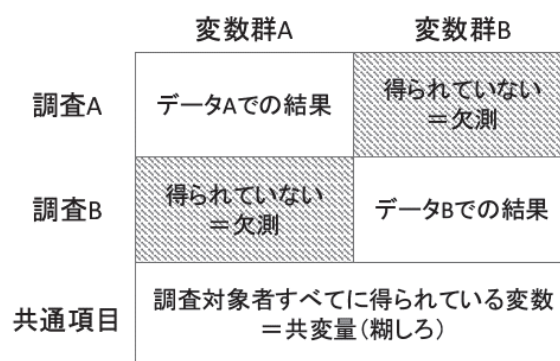 変数群A 変数群B
調査A データAでの結果 得られていない
＝欠測
調査B 得られていない
＝欠測 データBでの結果
共通項目 調査対象者すべてに得られている変数
＝共変量(糊しろ)